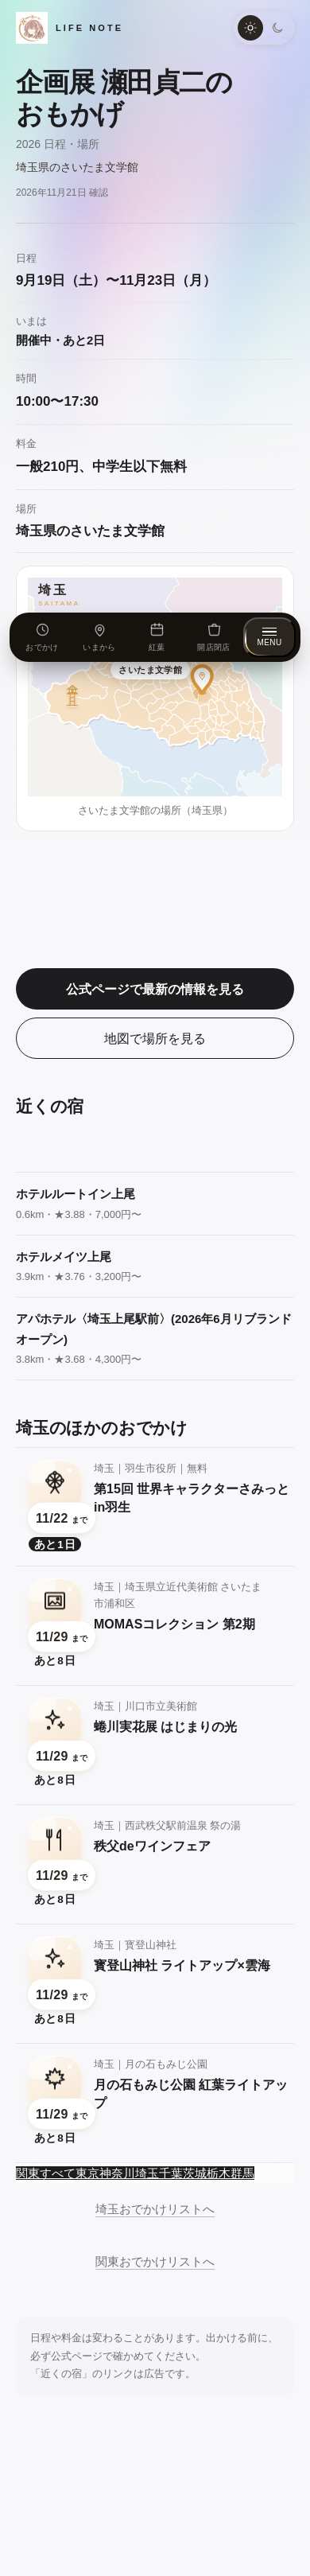 LIFE NOTE
企画展 瀬田貞二の
おもかげ
2026 日程・場所
埼玉県のさいたま文学館
2026年11月21日 確認
日程
9月19日（土）〜11月23日（月）
いまは
開催中・あと2日
時間
10:00〜17:30
料金
一般210円、中学生以下無料
場所
埼玉県のさいたま文学館
埼玉
SAITAMA
おでかけ
いまから
紅葉
開店閉店
MENU
さいたま文学館
さいたま文学館の場所（埼玉県）
公式ページで最新の情報を見る
地図で場所を見る
近くの宿
ホテルルートイン上尾
0.6km・★3.88・7,000円〜
ホテルメイツ上尾
3.9km・★3.76・3,200円〜
アパホテル〈埼玉上尾駅前〉(2026年6月リブランド
オープン)
3.8km・★3.68・4,300円〜
埼玉のほかのおでかけ
埼玉｜羽生市役所｜無料
第15回 世界キャラクターさみっと
in羽生
11/22 まで
あと1日
埼玉｜埼玉県立近代美術館 さいたま
市浦和区
MOMASコレクション 第2期
11/29 まで
あと8日
埼玉｜川口市立美術館
蜷川実花展 はじまりの光
11/29 まで
あと8日
埼玉｜西武秩父駅前温泉 祭の湯
秩父deワインフェア
11/29 まで
あと8日
埼玉｜寳登山神社
寳登山神社 ライトアップ×雲海
11/29 まで
あと8日
埼玉｜月の石もみじ公園
月の石もみじ公園 紅葉ライトアッ
プ
11/29 まで
あと8日
関東すべて東京神奈川埼玉千葉茨城栃木群馬
埼玉おでかけリストへ
関東おでかけリストへ
日程や料金は変わることがあります。出かける前に、
必ず公式ページで確かめてください。
「近くの宿」のリンクは広告です。